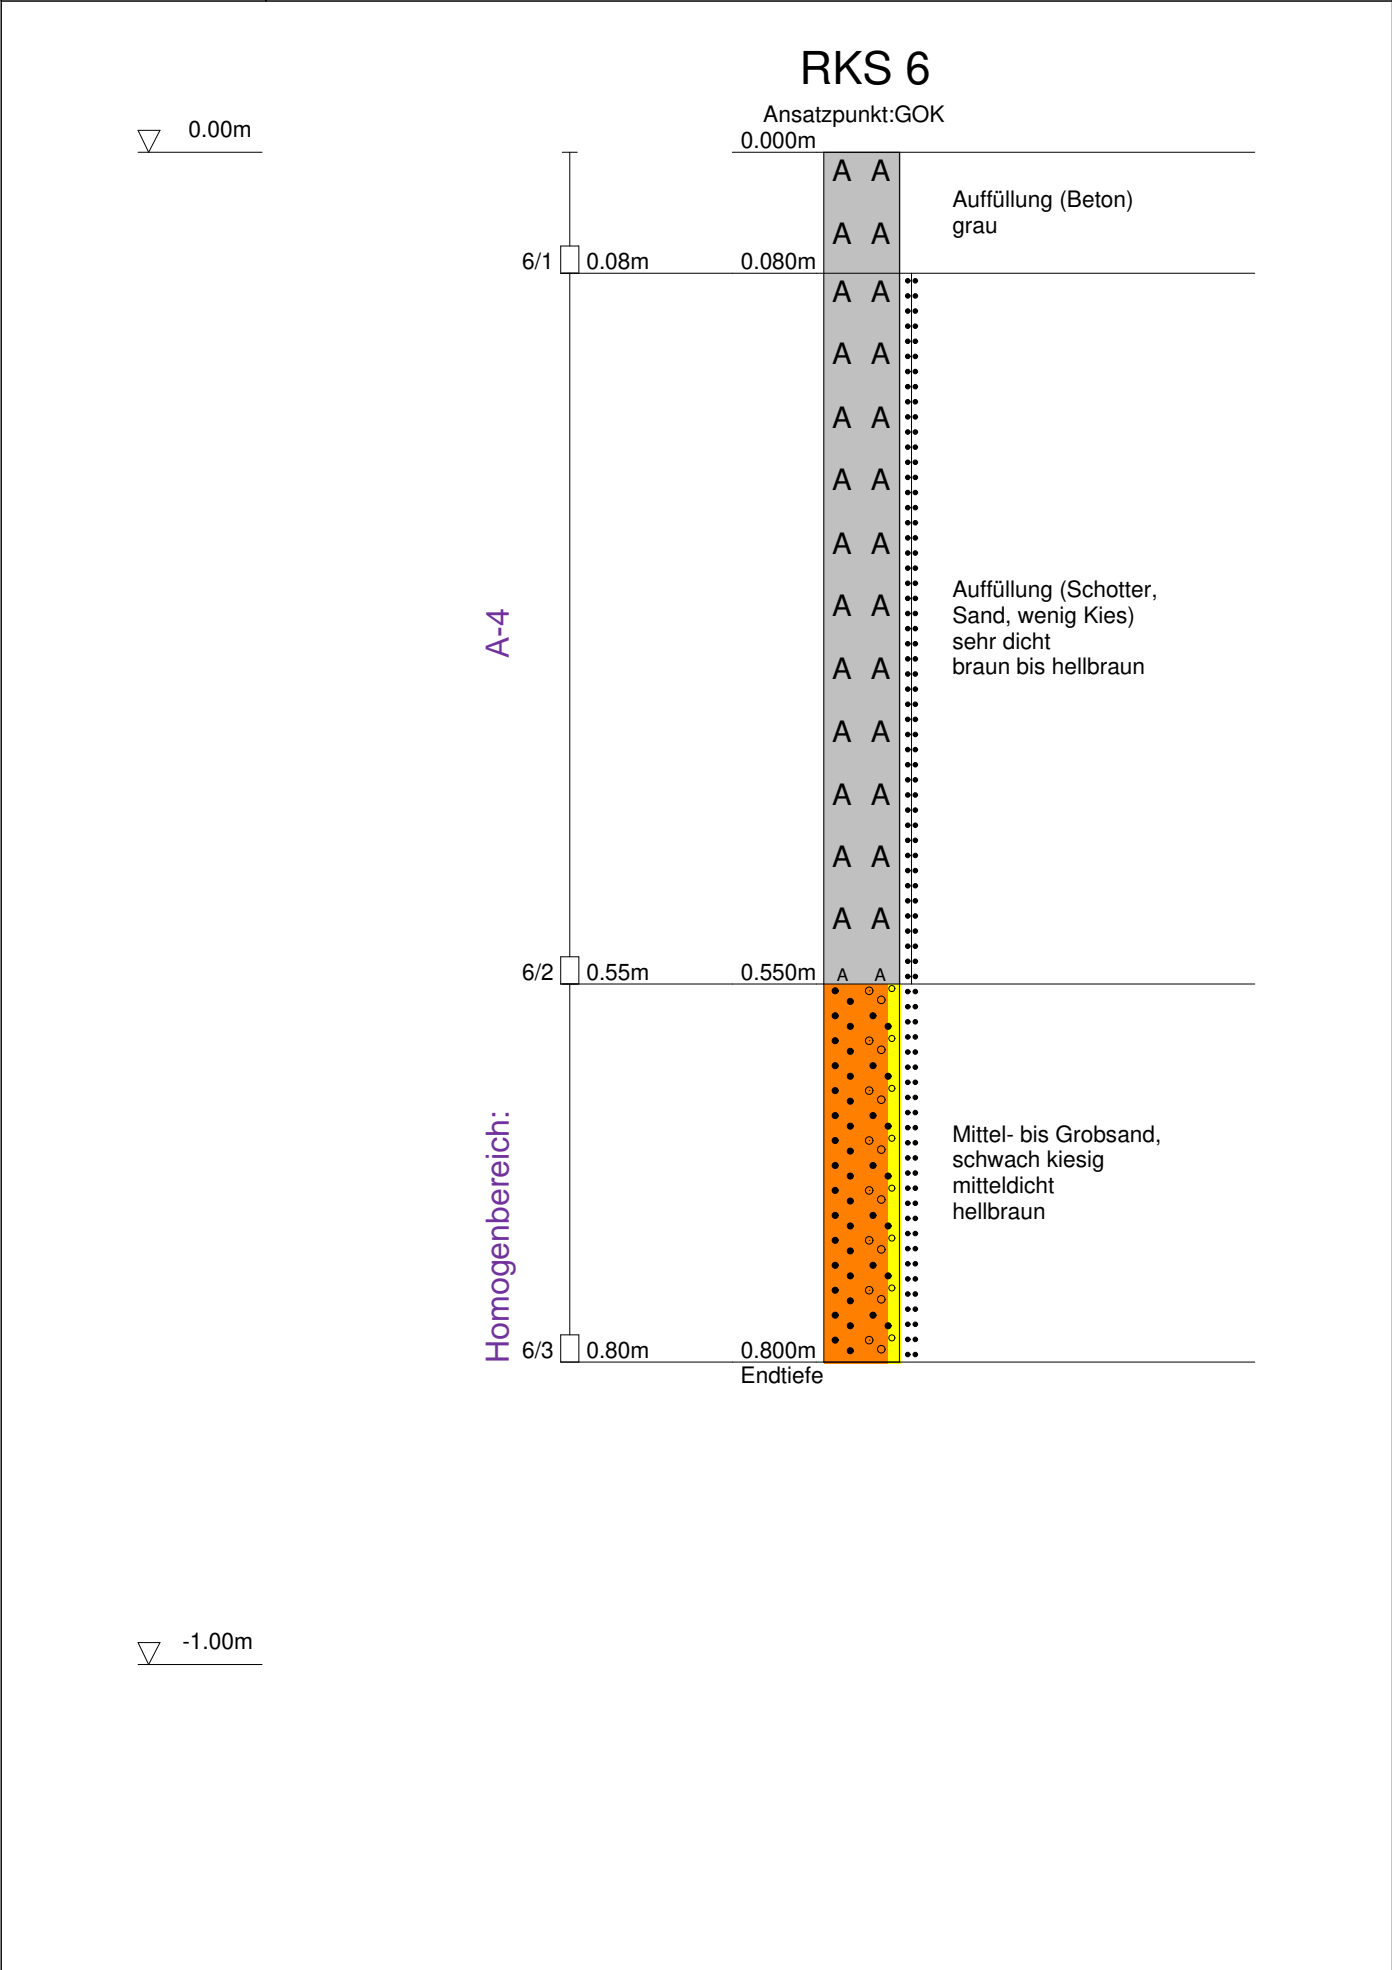 RKS 6
Ansatzpunkt:GOK
0.00m
0.000m
A A
Auffüllung (Beton)
grau
A A
6/1 0.08m 0.080m
A A
A A
A A
A A
A A
A-4
A A
Auffüllung (Schotter,
Sand, wenig Kies)
sehr dicht
braun bis hellbraun
A A
A A
A A
A A
A A
6/2 0.55m 0.550m
A A
Homogenbereich:
Mittel- bis Grobsand,
schwach kiesig
mitteldicht
hellbraun
6/3 0.80m 0.800m
Endtiefe
-1.00m